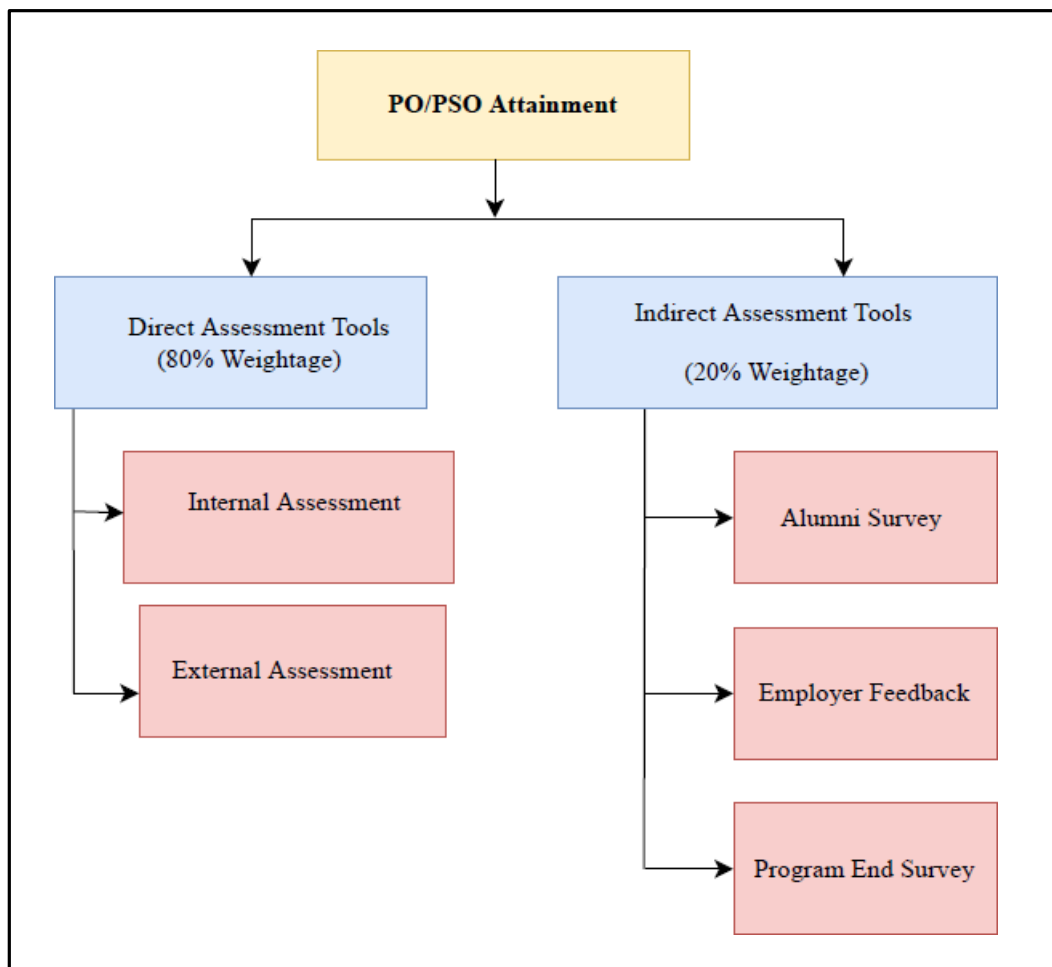 PO/PSO Attainment
Direct Assessment Tools
(80% Weightage)
Internal Assessment
External Assessment
Indirect Assessment Tools
(20% Weightage)
Alumni Survey
Employer Feedback
Program End Survey